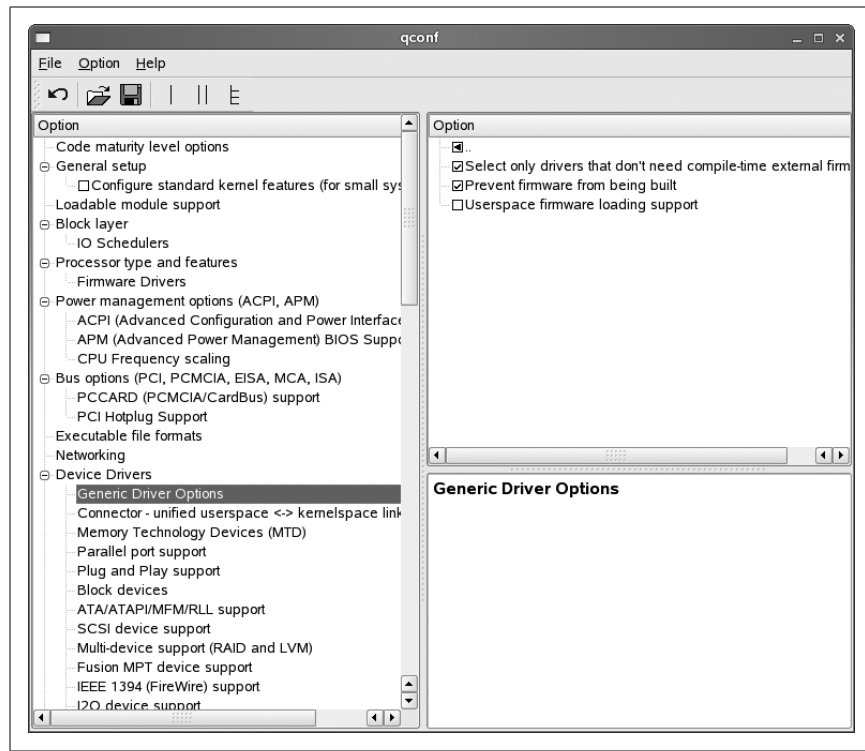 qconf
File Option Help
Option
Code maturity level options
General setup
Configure standard kernel features (for small sys
Loadable module support
Block layer
IO Schedulers
Processor type and features
Firmware Drivers
Power management options (ACPI, APM)
ACPI (Advanced Configuration and Power Interface
APM (Advanced Power Management) BIOS Suppo
CPU Frequency scaling
Bus options (PCI, PCMCIA, EISA, MCA, ISA)
PCCARD (PCMCIA/CardBus) support
PCI Hotplug Support
Executable file formats
Networking
Device Drivers
Generic Driver Options
Connector - unified userspace <-> kernelspace link
Memory Technology Devices (MTD)
Parallel port support
Plug and Play support
Block devices
ATA/ATAPI/MFM/RLL support
SCSI device support
Multi-device support (RAID and LVM)
Fusion MPT device support
IEEE 1394 (FireWire) support
I2O device support
Option
..
Select only drivers that don't need compile-time external firm
Prevent firmware from being built
Userspace firmware loading support
Generic Driver Options